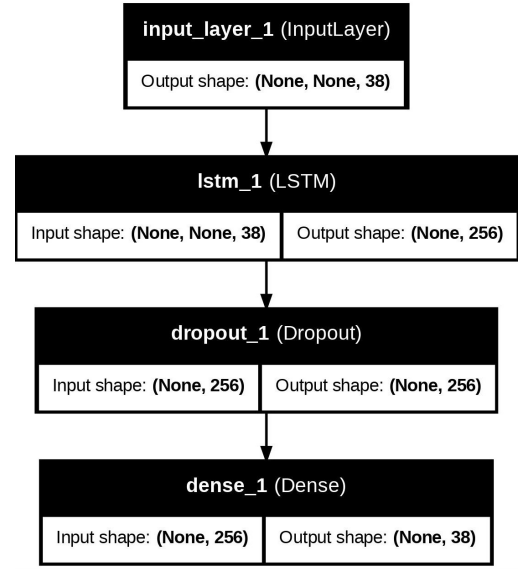 input_layer_1 (InputLayer)
Output shape: (None, None, 38)
lstm_1 (LSTM)
Input shape: (None, None, 38) Output shape: (None, 256)
dropout_1 (Dropout)
Input shape: (None, 256) Output shape: (None, 256)
dense_1 (Dense)
Input shape: (None, 256) Output shape: (None, 38)